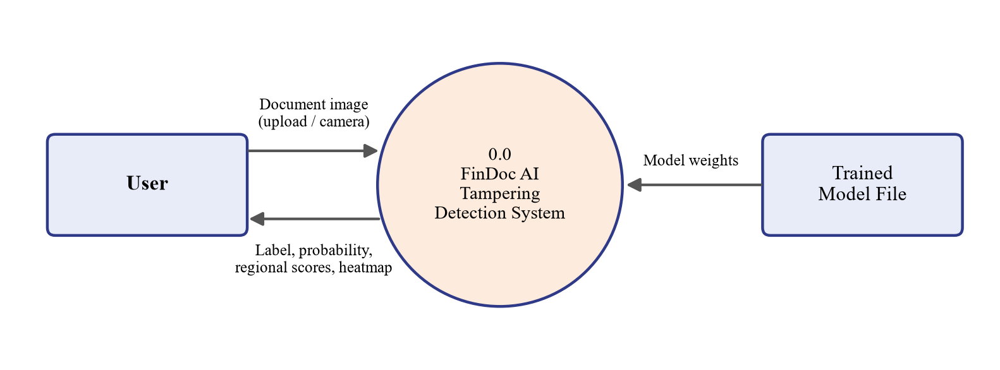 Document image
(upload / camera)
User
Label, probability,
regional scores, heatmap
0.0
FinDoc AI
Tampering
Detection System
Model weights
Trained
Model File